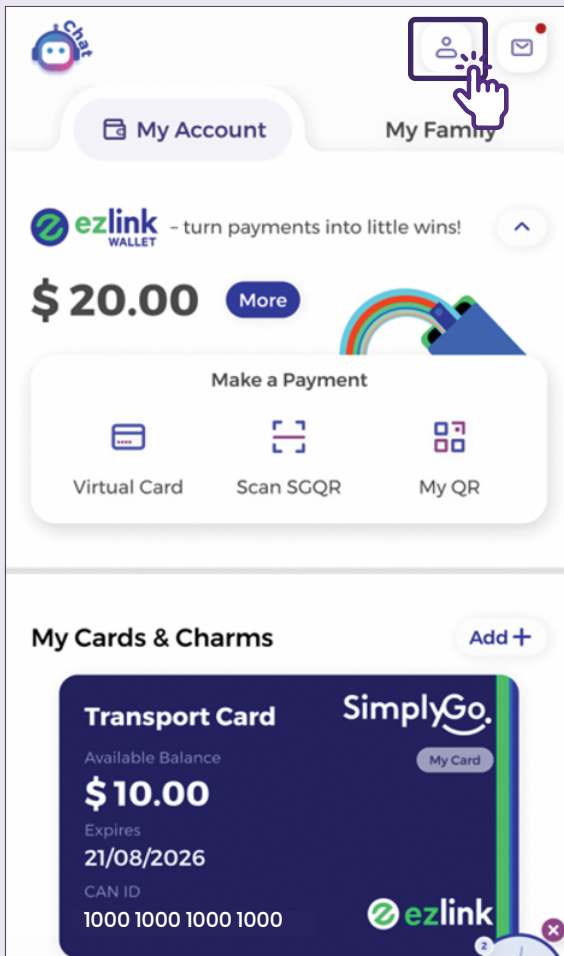 Chat
My Account
My Family
ezlink
WALLET
– turn payments into little wins!
$ 20.00
More
Make a Payment
Virtual Card
Scan SGQR
My QR
My Cards & Charms
Add +
Transport Card
SimplyGo.
Available Balance
My Card
$ 10.00
Expires
21/08/2026
CAN ID
1000 1000 1000 1000
ezlink
2